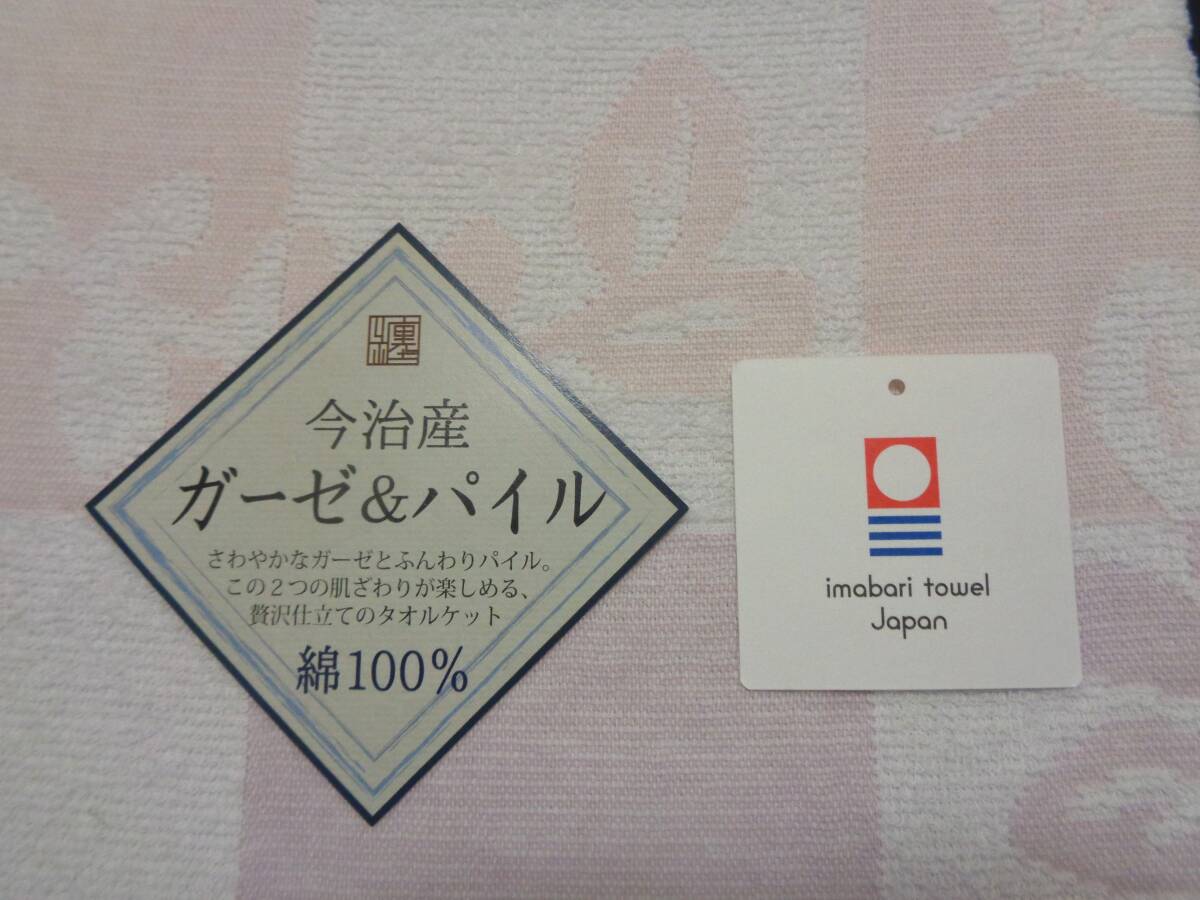 今治産
ガーゼ&パイル
さわやかなガーゼとふんわりパイル。
この2つの肌ざわりが楽しめる、
贅沢仕立てのタオルケット
綿100%
imabari towel
Japan